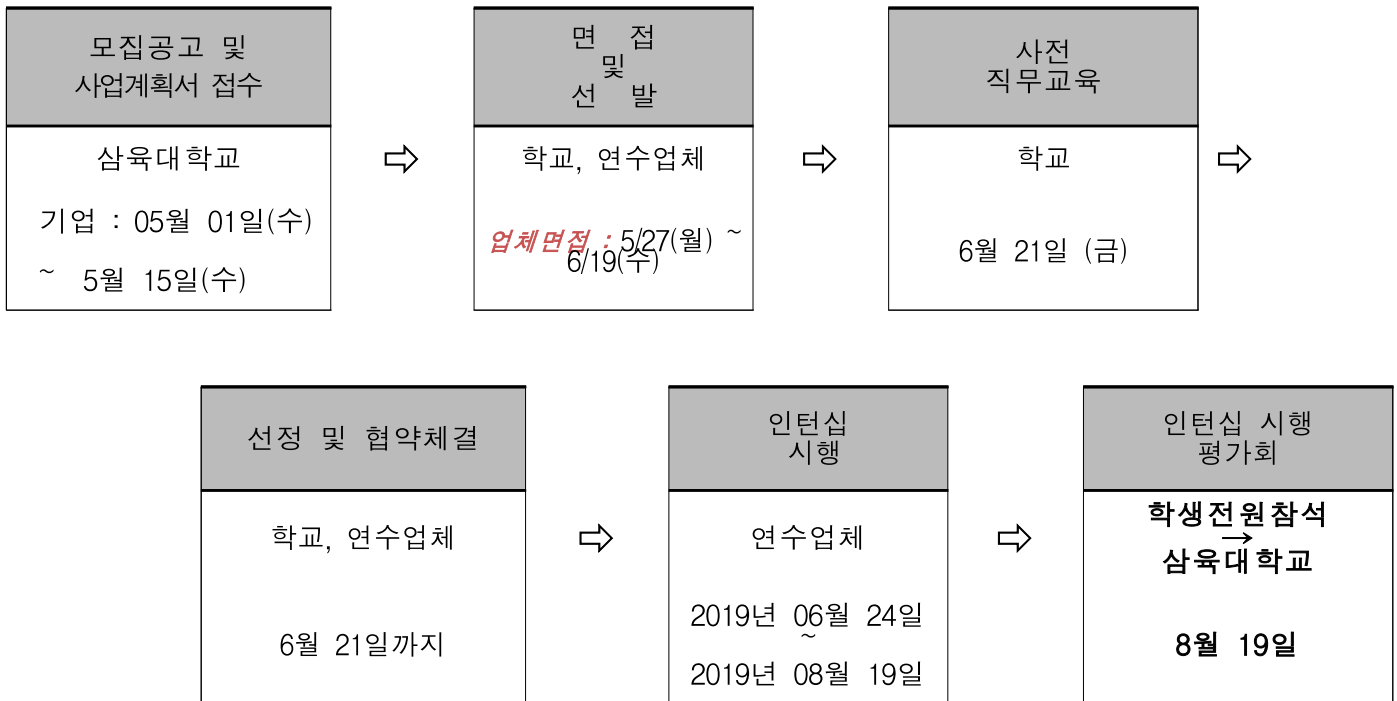 모집공고 및
사업계획서 접수
삼육대학교
기업 : 05월 01일(수)
~ 5월 15일(수)
⇨
면 접
및
선 발
학교, 연수업체
업체면접 : 5/27(월) ~
6/19(수)
⇨
사전
직무교육
학교
6월 21일 (금)
⇨
선정 및 협약체결
학교, 연수업체
6월 21일까지
⇨
인턴십
시행
연수업체
2019년 06월 24일
~
2019년 08월 19일
⇨
인턴십 시행
평가회
학생전원참석
→
삼육대학교
8월 19일